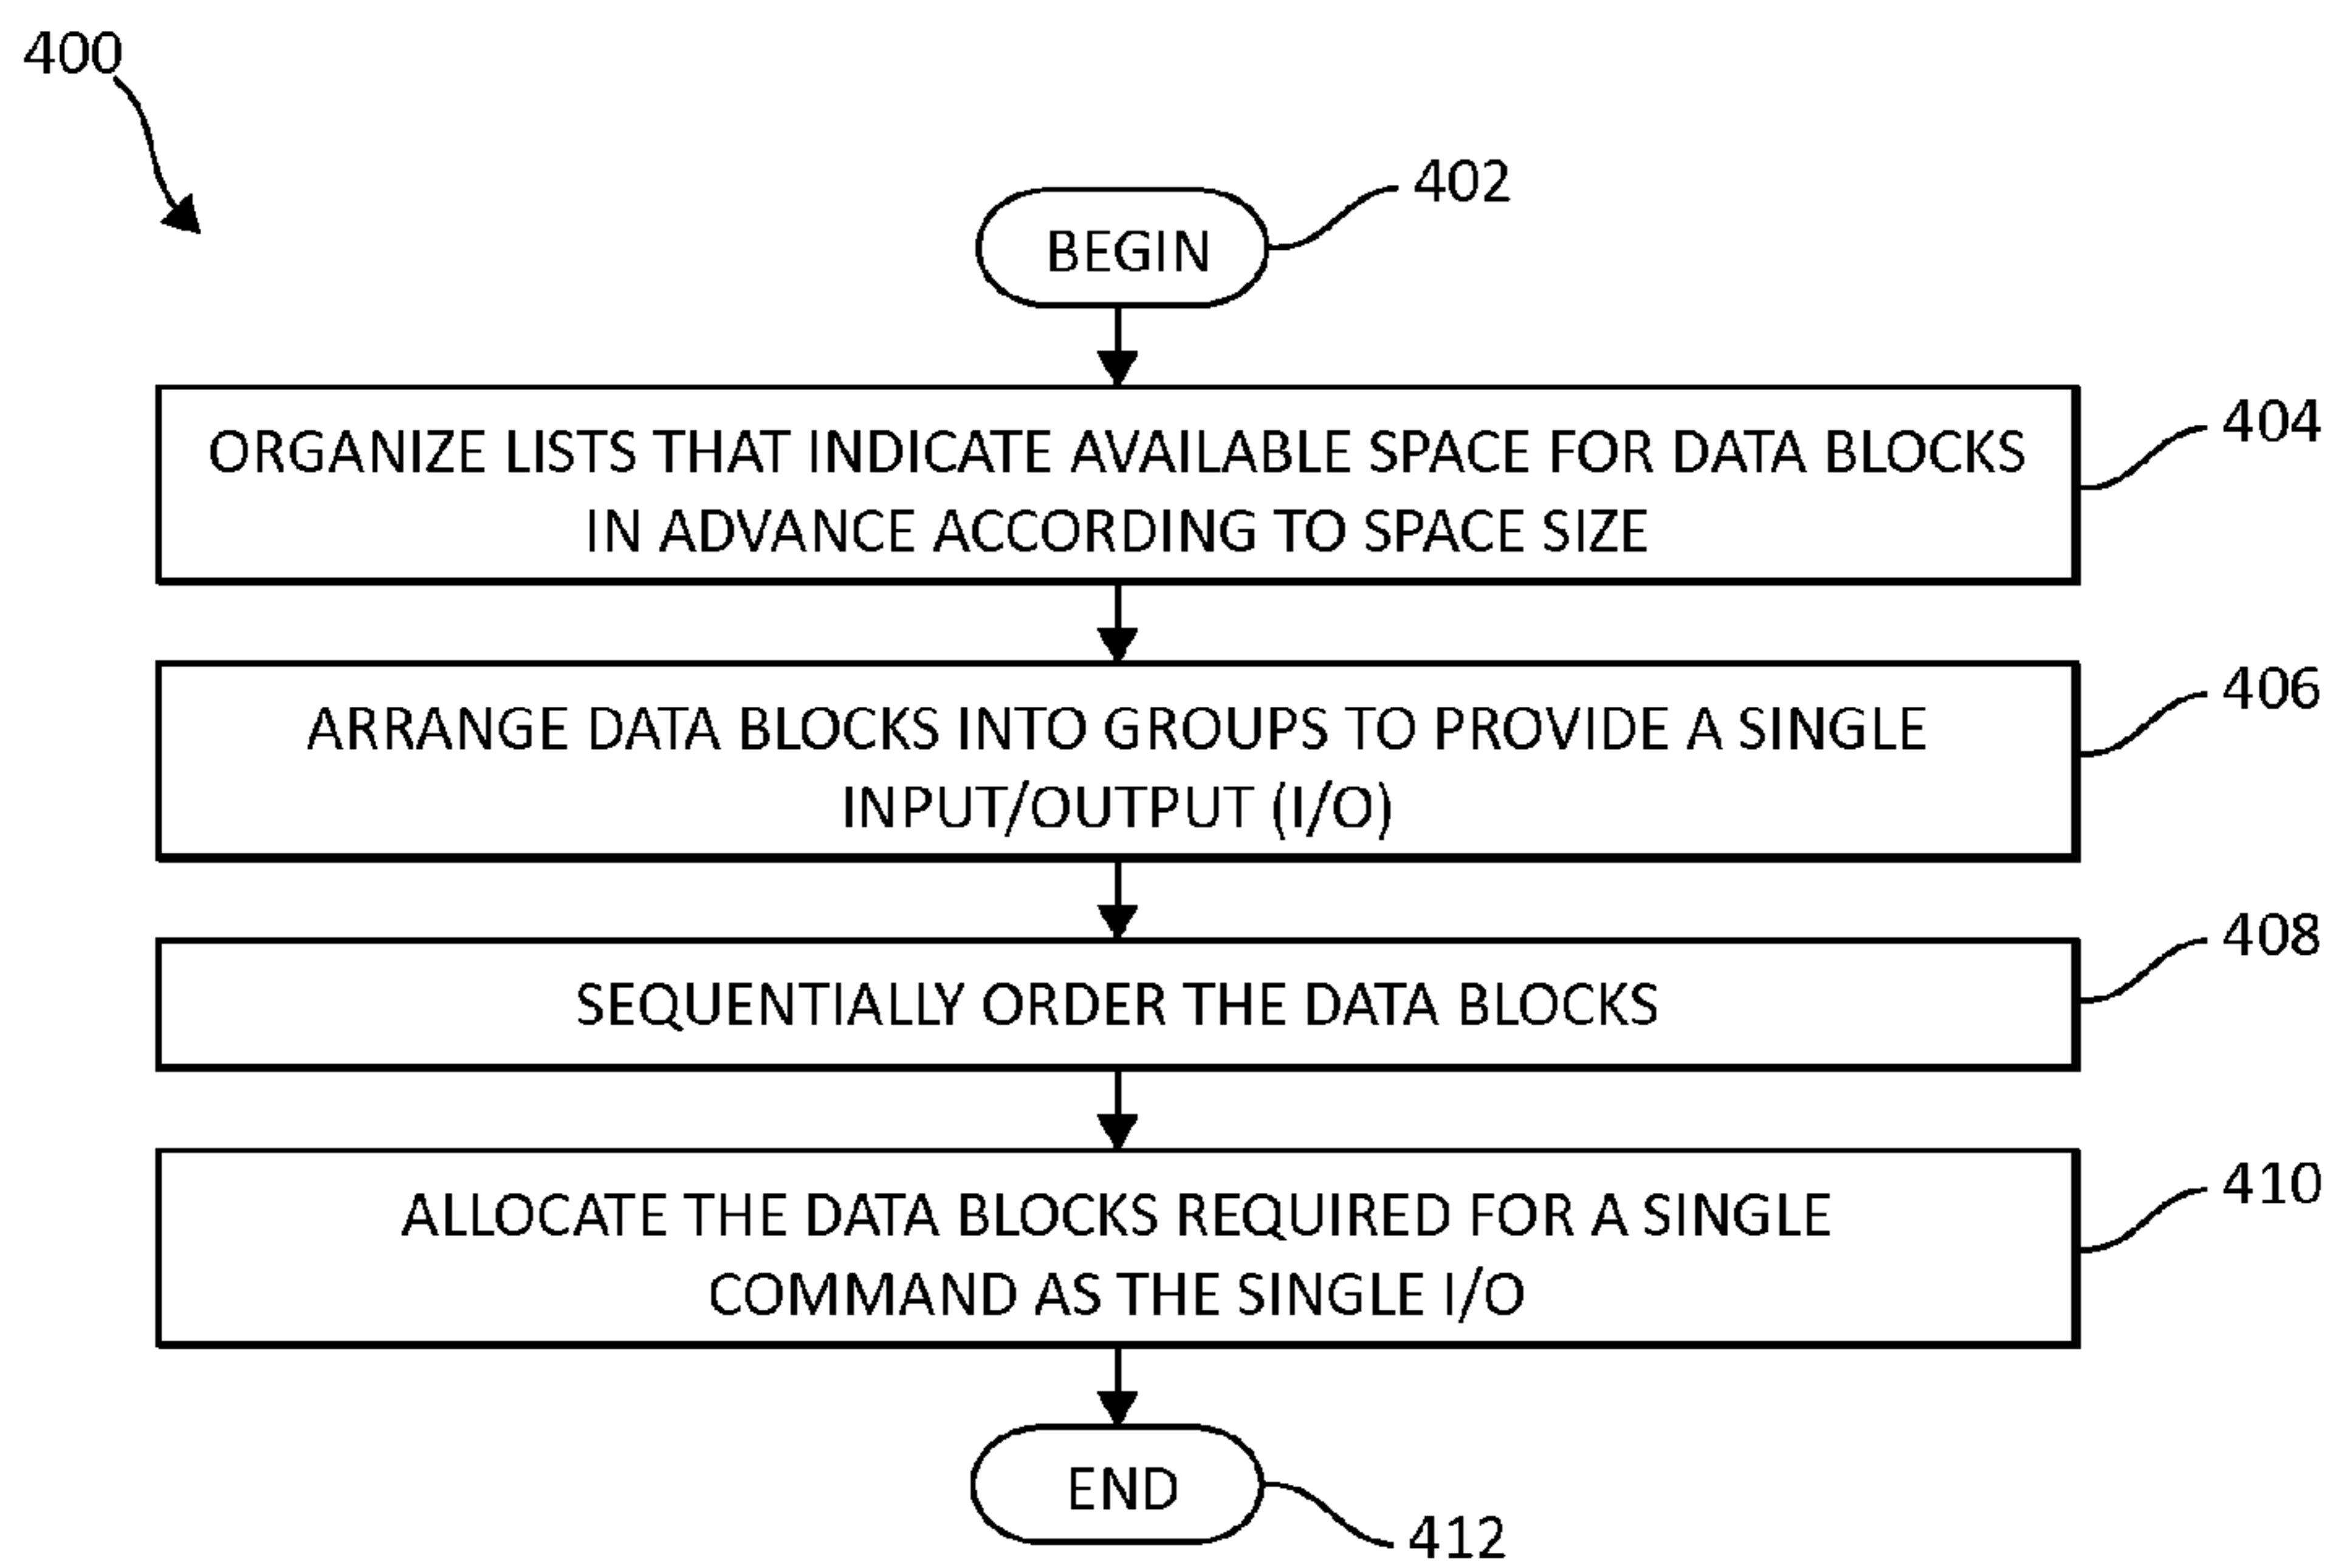 400
402
BEGIN
404
ORGANIZE LISTS THAT INDICATE AVAILABLE SPACE FOR DATA BLOCKS
IN ADVANCE ACCORDING TO SPACE SIZE
406
ARRANGE DATA BLOCKS INTO GROUPS TO PROVIDE A SINGLE
INPUT/OUTPUT (I/O)
408
SEQUENTIALLY ORDER THE DATA BLOCKS
410
ALLOCATE THE DATA BLOCKS REQUIRED FOR A SINGLE
COMMAND AS THE SINGLE I/O
END
412